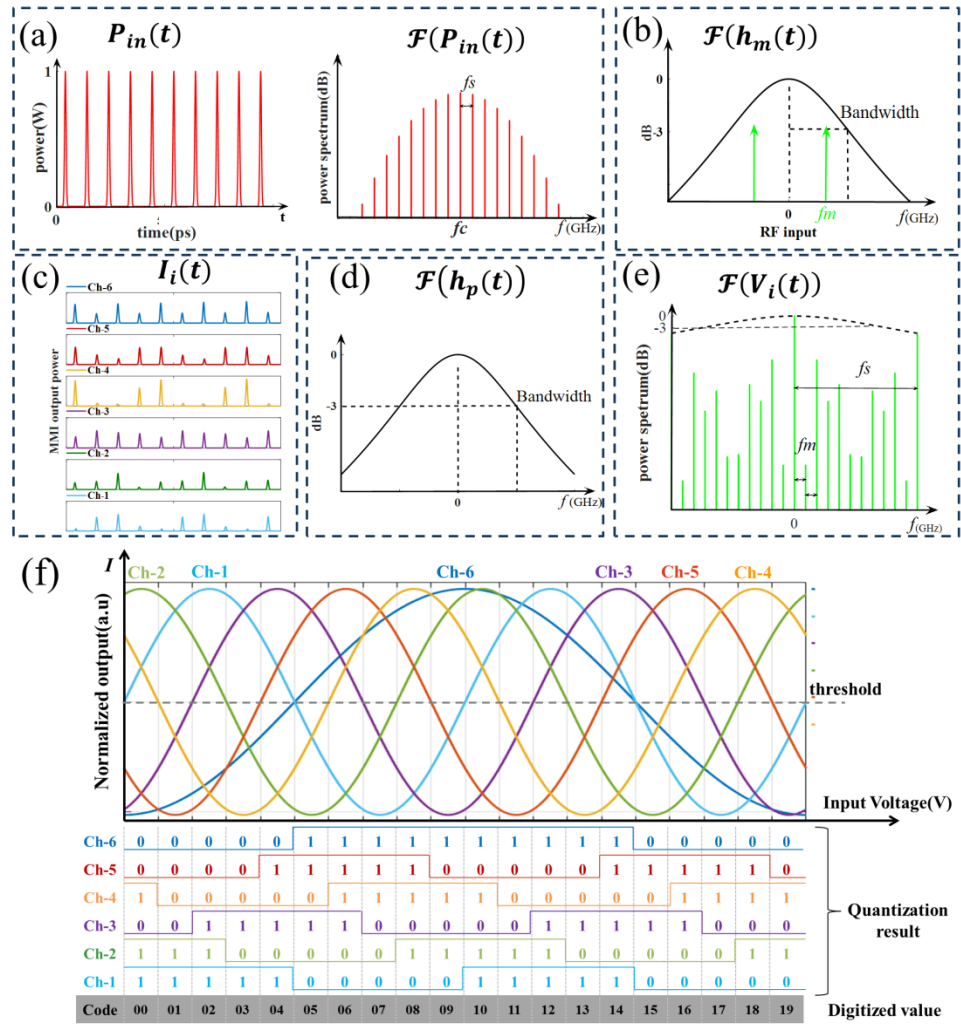 (a)
P_in(t)
power(W)
1
0
0
time(ps)
t
ℱ(P_in(t))
power spetrum(dB)
fs
fc
f(GHz)
(b)
ℱ(h_m(t))
0
-3
dB
Bandwidth
0
fm
f(GHz)
RF input
(c)
I_i(t)
MMI output power
Ch-6
Ch-5
Ch-4
Ch-3
Ch-2
Ch-1
(d)
ℱ(h_p(t))
0
-3
dB
Bandwidth
0
f(GHz)
(e)
ℱ(V_i(t))
0
-3
power spetrum(dB)
fs
fm
0
f(GHz)
(f)
I
Ch-2 Ch-1 Ch-6 Ch-3 Ch-5 Ch-4
Normalized output(a.u)
threshold
Input Voltage(V)
Ch-6 0 0 0 0 0 1 1 1 1 1 1 1 1 1 1 0 0 0 0 0
Ch-5 0 0 0 0 1 1 1 1 1 0 0 0 0 0 1 1 1 1 1 0
Ch-4 1 0 0 0 0 0 1 1 1 1 1 0 0 0 0 0 1 1 1 1
Ch-3 0 0 1 1 1 1 1 0 0 0 0 0 1 1 1 1 1 0 0 0
Ch-2 1 1 1 0 0 0 0 0 1 1 1 1 1 0 0 0 0 0 1 1
Ch-1 1 1 1 1 1 0 0 0 0 0 1 1 1 1 1 0 0 0 0 0
Quantization
result
Code 00 01 02 03 04 05 06 07 08 09 10 11 12 13 14 15 16 17 18 19 Digitized value